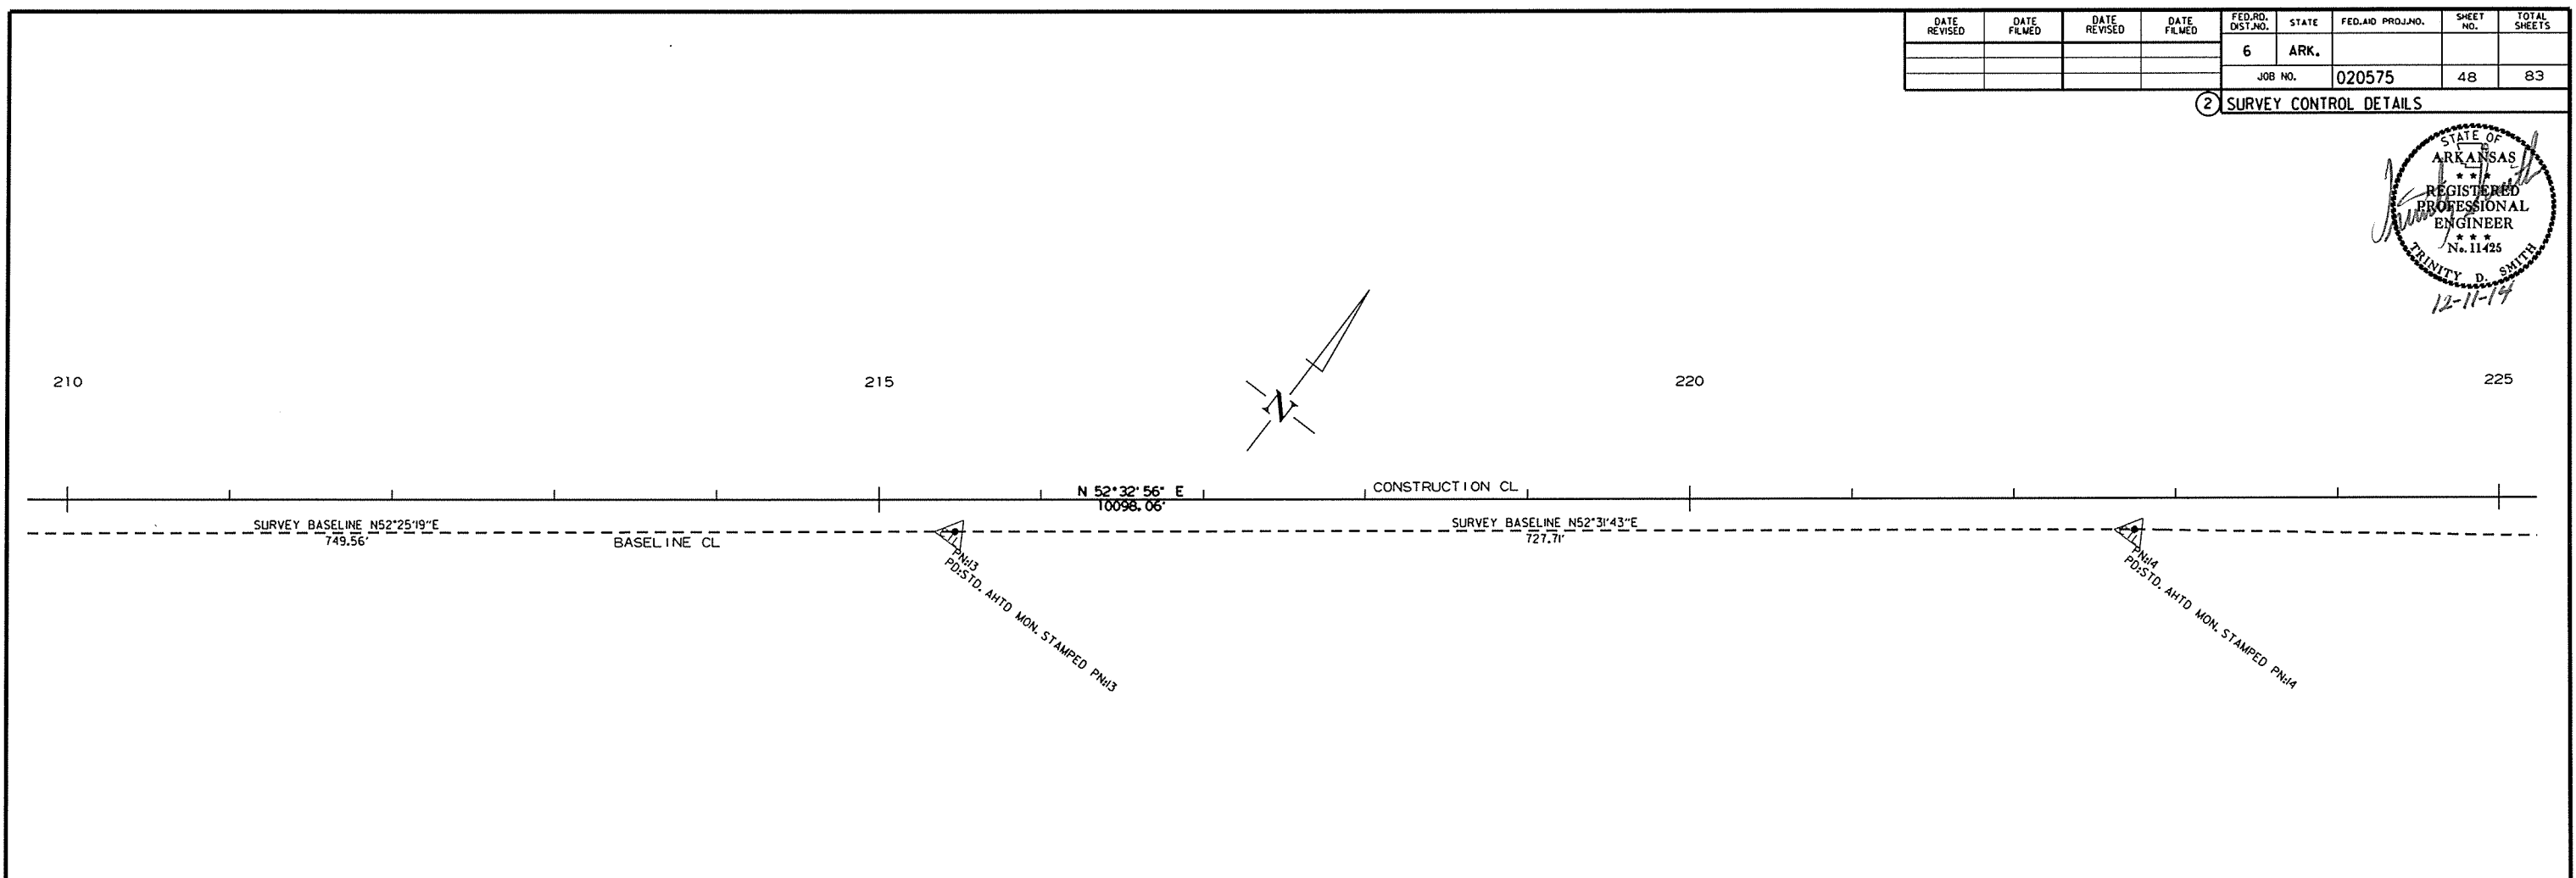 DATE REVISED
DATE FILMED
DATE REVISED
DATE FILMED
FED.RD. DIST.NO.
STATE
FED.AID PROJ.NO.
SHEET NO.
TOTAL SHEETS
6
ARK.
JOB NO.
020575
48
83
2
SURVEY CONTROL DETAILS
STATE OF
ARKANSAS
★ ★ ★
REGISTERED
PROFESSIONAL
ENGINEER
★ ★ ★
No. 11425
TRINITY D. SMITH
12-11-14
210
215
220
225
N
N 52°32'56" E
10098.06'
CONSTRUCTION CL
SURVEY BASELINE N52°25'19"E
749.56'
BASELINE CL
SURVEY BASELINE N52°31'43"E
727.71'
PN:13
PD:STD. AHTD MON. STAMPED PN:13
PN:14
PD:STD. AHTD MON. STAMPED PN:14